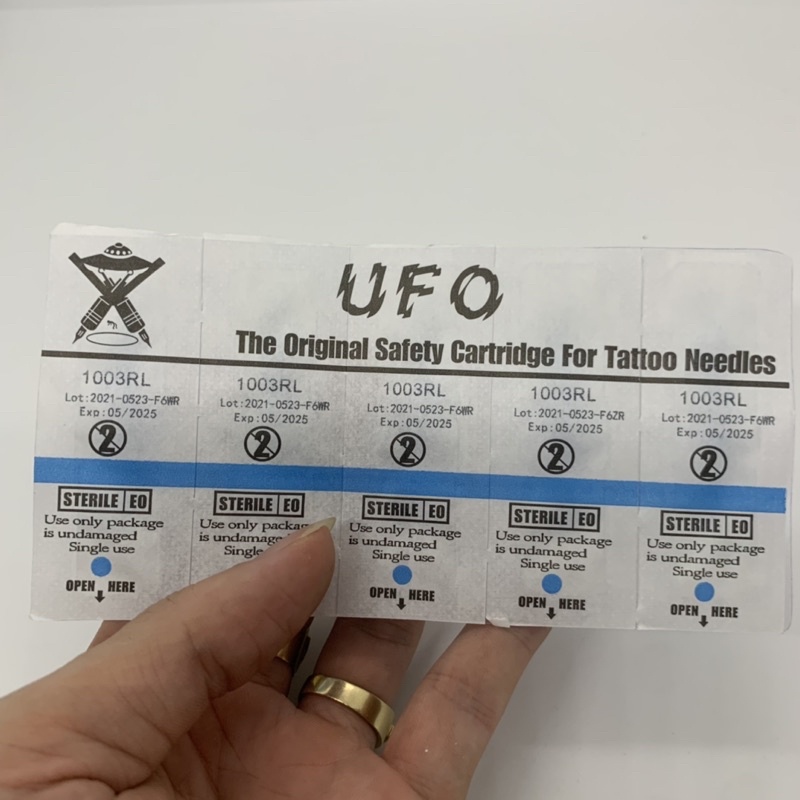 UFO
The Original Safety Cartridge For Tattoo Needles
1003RL
Lot:2021-0523-F6WR
Exp:05/2025
2
STERILE EO
Use only package
is undamaged
Single use
OPEN HERE
1003RL
Lot:2021-0523-F6WR
Exp:05/2025
2
STERILE EO
Use only
is
OPEN HERE
1003RL
Lot:2021-0523-F6WR
Exp:05/2025
2
STERILE EO
Use only package
is undamaged
Single use
OPEN HERE
1003RL
Lot:2021-0523-F6ZR
Exp:05/2025
2
STERILE EO
Use only package
is undamaged
Single use
OPEN HERE
1003RL
Lot:2021-0523-F6WR
Exp:05/2025
2
STERILE EO
Use only package
is undamaged
Single use
OPEN HERE